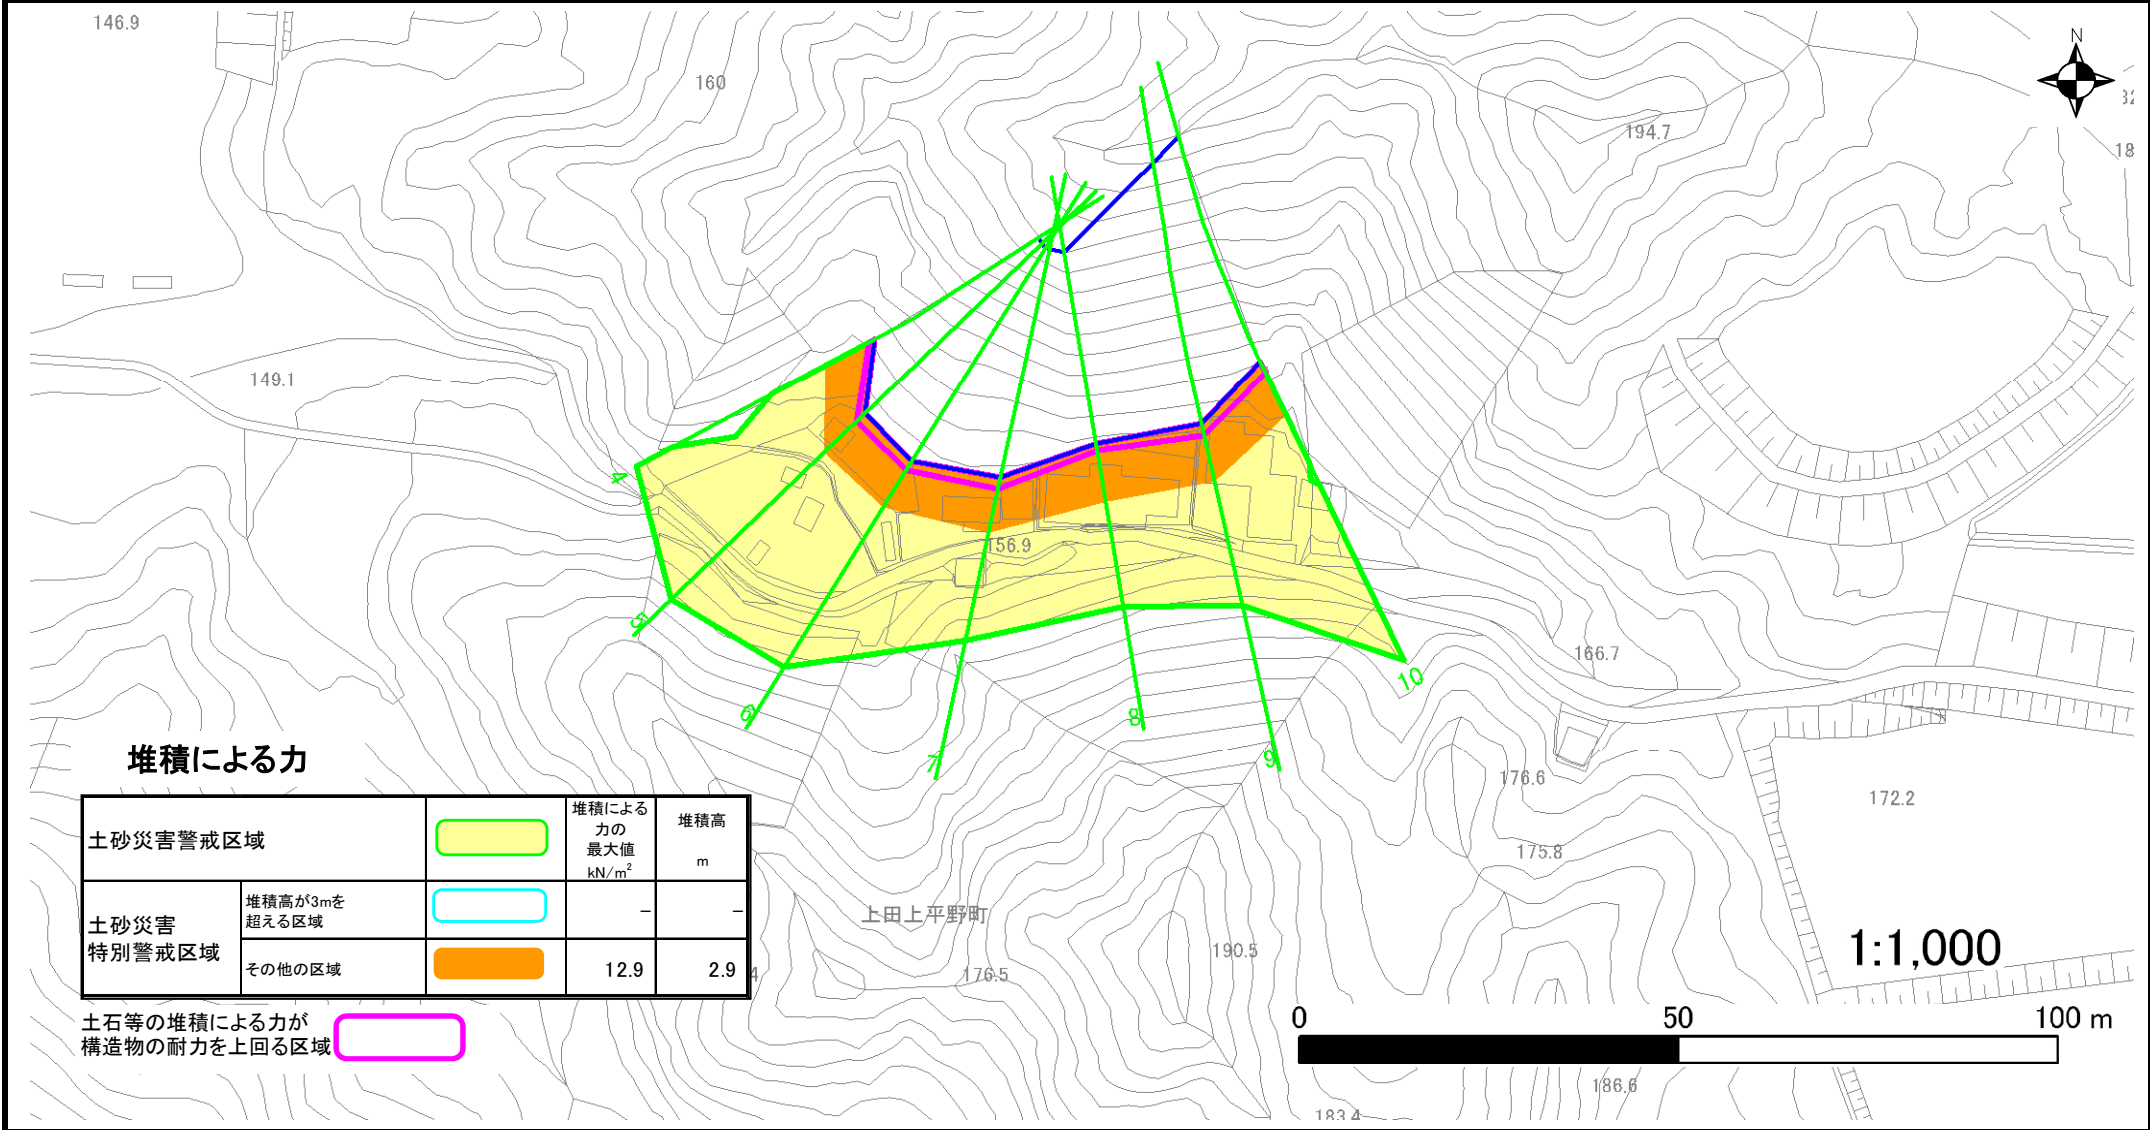 146.9
160
N
194.7
149.1
4
156.9
5
166.7
10
6
8
7
9
176.6
172.2
175.8
堆積による力
土砂災害警戒区域
堆積による
力の
最大値
kN/m²
堆積高
m
土砂災害
特別警戒区域
堆積高が3mを
超える区域
–
–
その他の区域
12.9
2.9
上田上平野町
190.5
176.5
1:1,000
土石等の堆積による力が
構造物の耐力を上回る区域
0
50
100 m
186.6
183.4